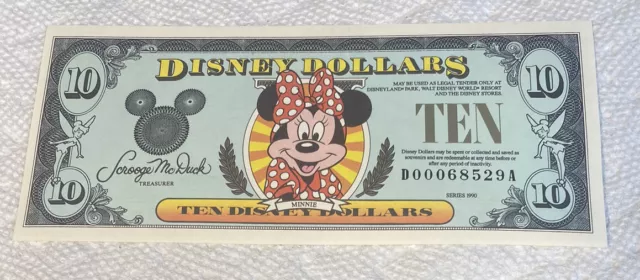 10
DISNEY DOLLARS
10
MAY BE USED AS LEGAL TENDER ONLY AT
DISNEYLAND PARK, WALT DISNEY WORLD RESORT
AND THE DISNEY STORES.
TEN
Disney Dollars may be spent or collected and saved as
souvenirs and are redeemable at any time before or
after any period of inactivity.
D00068529A
Scrooge McDuck
TREASURER
SERIES 1990
10
MINNIE
TEN DISNEY DOLLARS
10